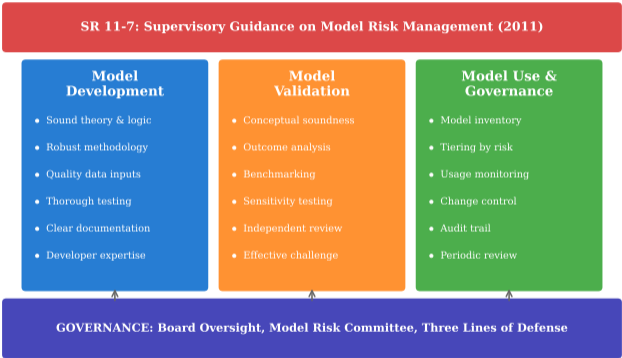 SR 11-7: Supervisory Guidance on Model Risk Management (2011)
Model
Development
• Sound theory & logic
• Robust methodology
• Quality data inputs
• Thorough testing
• Clear documentation
• Developer expertise
Model
Validation
• Conceptual soundness
• Outcome analysis
• Benchmarking
• Sensitivity testing
• Independent review
• Effective challenge
Model Use &
Governance
• Model inventory
• Tiering by risk
• Usage monitoring
• Change control
• Audit trail
• Periodic review
GOVERNANCE: Board Oversight, Model Risk Committee, Three Lines of Defense